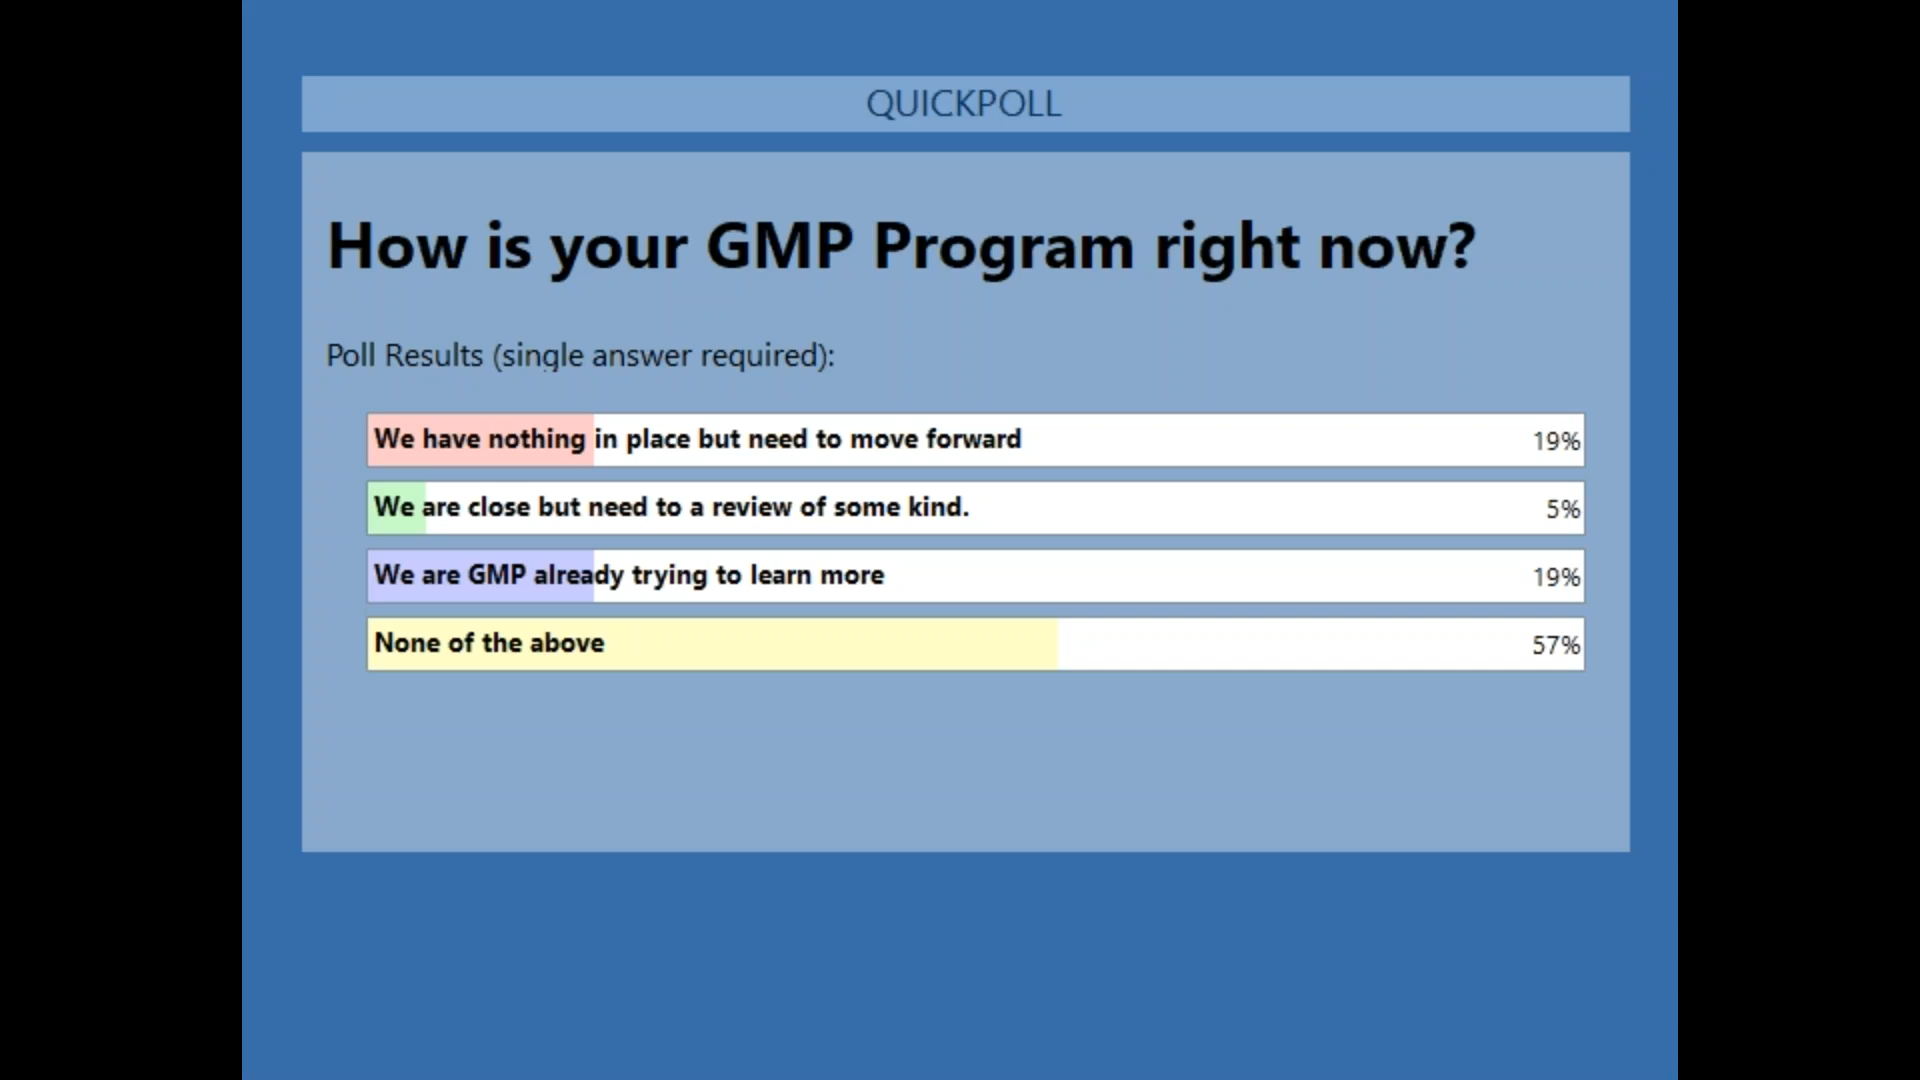 QUICKPOLL
How is your GMP Program right now?
Poll Results (single answer required):
We have nothing in place but need to move forward 19%
We are close but need to a review of some kind. 5%
We are GMP already trying to learn more 19%
None of the above 57%